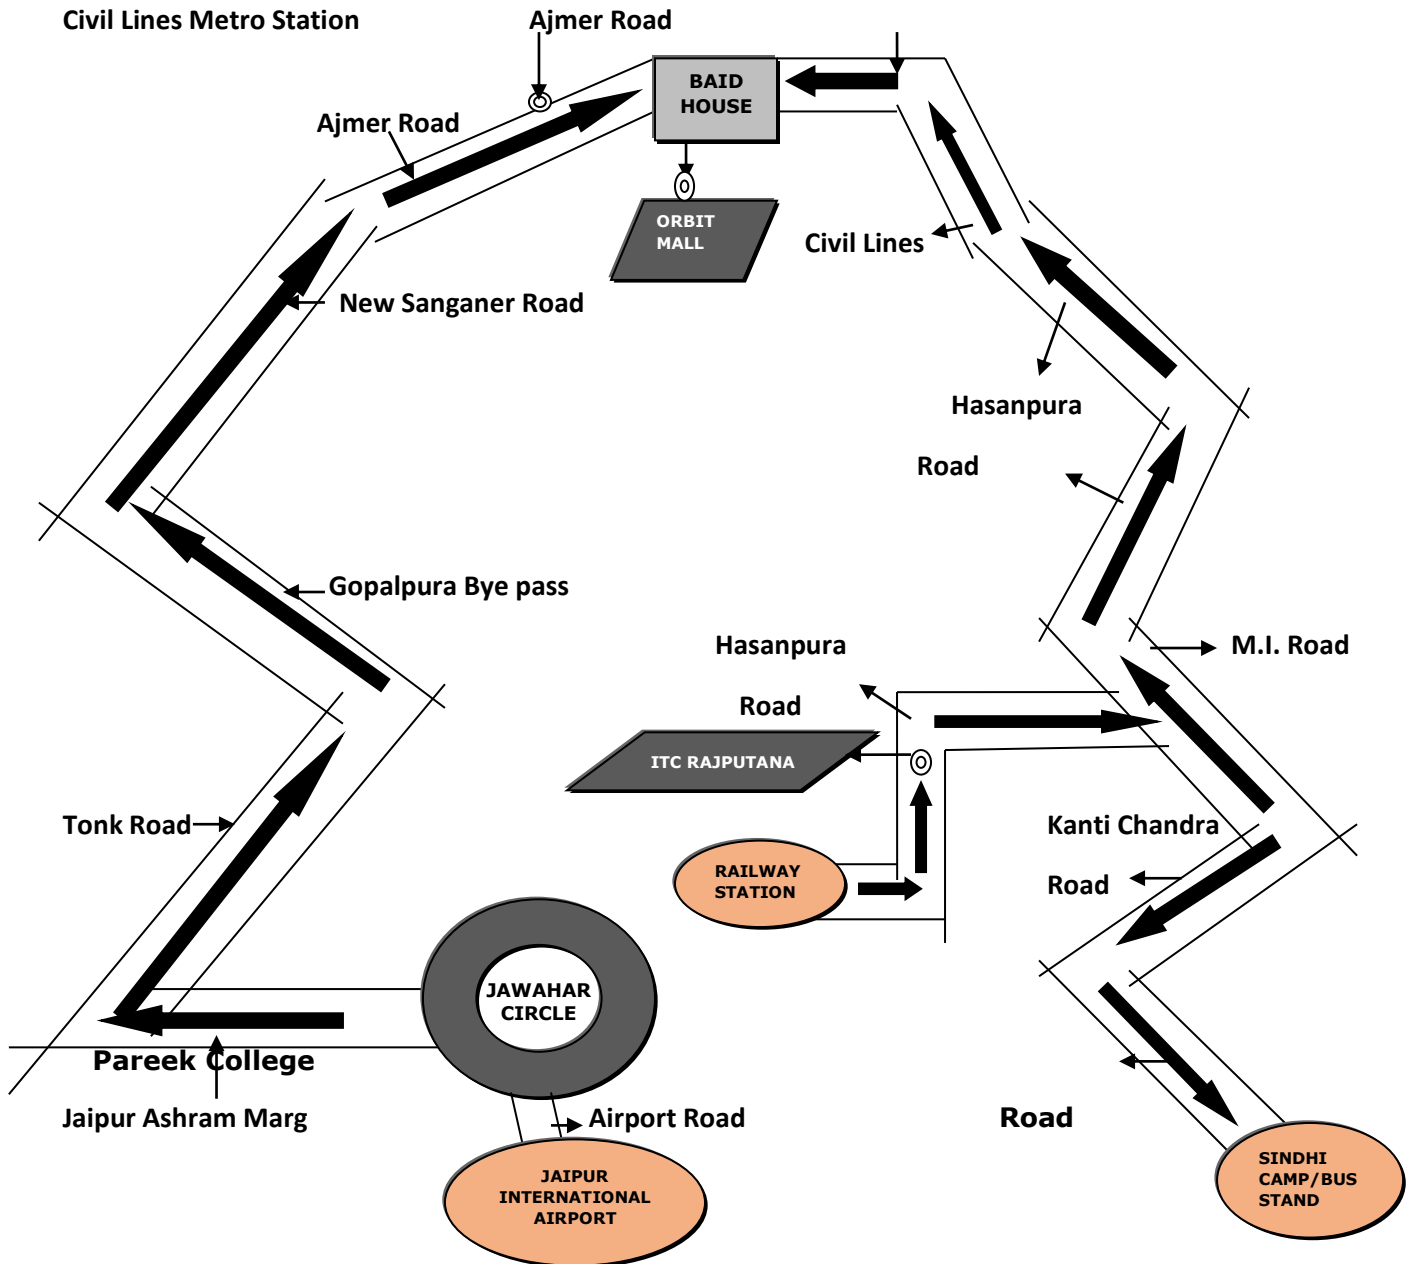 Civil Lines Metro Station
Ajmer Road
BAID
HOUSE
Ajmer Road
ORBIT
MALL
Civil Lines
New Sanganer Road
Hasanpura
Road
Gopalpura Bye pass
Hasanpura
Road
M.I. Road
ITC RAJPUTANA
Tonk Road
Kanti Chandra
Road
RAILWAY
STATION
JAWAHAR
CIRCLE
Pareek College
Jaipur Ashram Marg
Airport Road
Road
JAIPUR
INTERNATIONAL
AIRPORT
SINDHI
CAMP/BUS
STAND